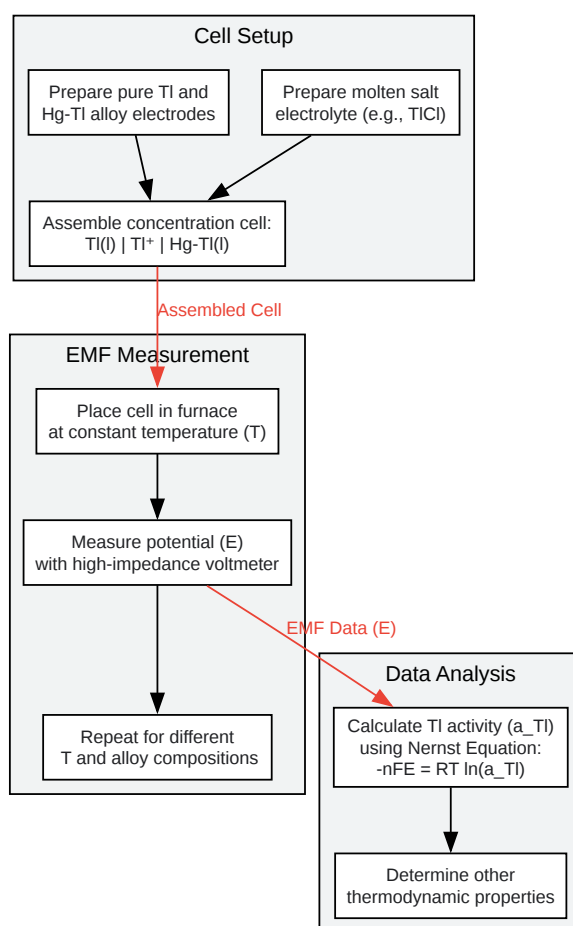 Cell Setup
Prepare pure Tl and
Hg-Tl alloy electrodes
Prepare molten salt
electrolyte (e.g., TlCl)
Assemble concentration cell:
Tl(l) | Tl⁺ | Hg-Tl(l)
Assembled Cell
EMF Measurement
Place cell in furnace
at constant temperature (T)
Measure potential (E)
with high-impedance voltmeter
EMF Data (E)
Repeat for different
T and alloy compositions
Data Analysis
Calculate Tl activity (a_Tl)
using Nernst Equation:
-nFE = RT ln(a_Tl)
Determine other
thermodynamic properties